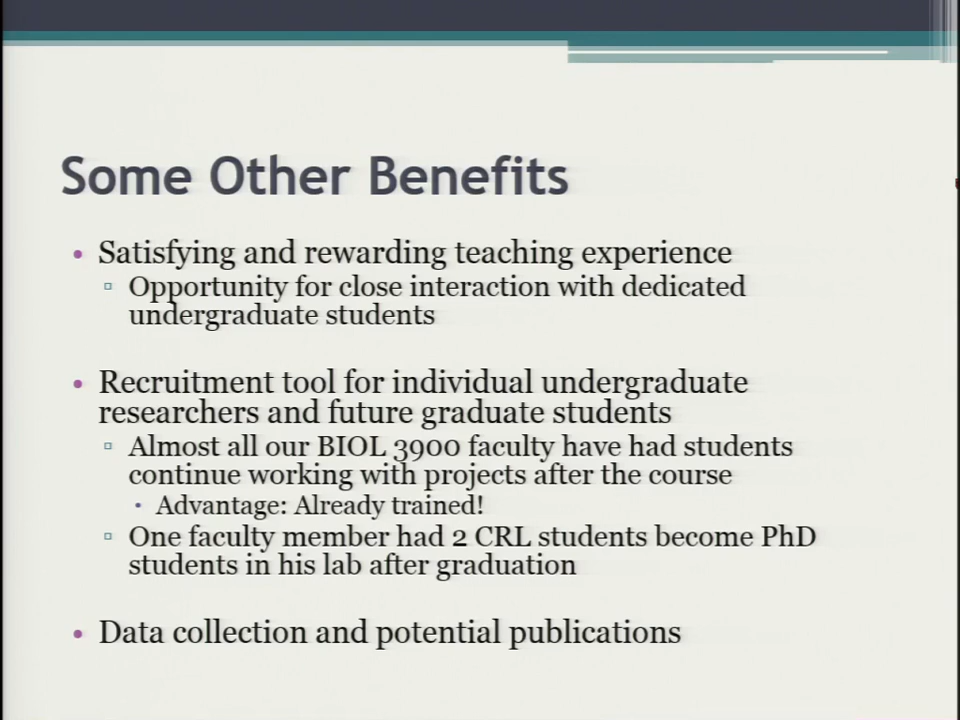 Some Other Benefits
• Satisfying and rewarding teaching experience
▫ Opportunity for close interaction with dedicated
undergraduate students
• Recruitment tool for individual undergraduate
researchers and future graduate students
▫ Almost all our BIOL 3900 faculty have had students
continue working with projects after the course
• Advantage: Already trained!
▫ One faculty member had 2 CRL students become PhD
students in his lab after graduation
• Data collection and potential publications